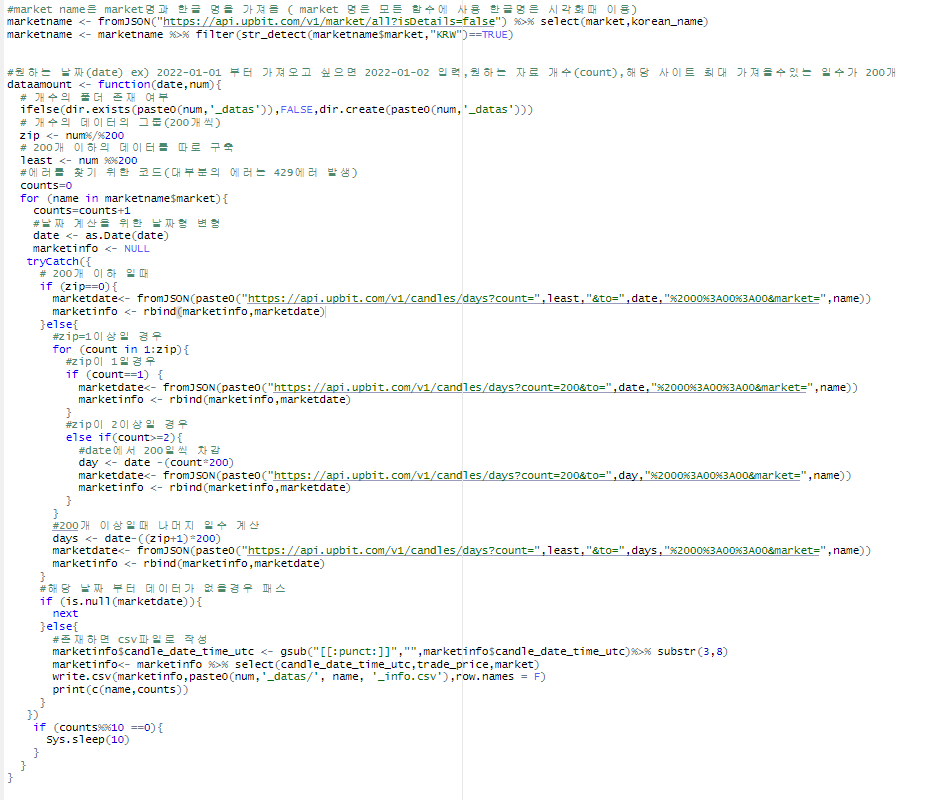 #market name은 market명과 한글 명을 가져옴 ( market 명은 모든 함수에 사용 한글명은 시각화때 이용)
marketname <- fromJSON("https://api.upbit.com/v1/market/all?isDetails=false") %>% select(market,korean_name)
marketname <- marketname %>% filter(str_detect(marketname$market,"KRW")==TRUE)
#원하는 날짜(date) ex) 2022-01-01 부터 가져오고 싶으면 2022-01-02 입력,원하는 자료 개수(count),해당 사이트 최대 가져올수있는 일수가 200개
dataamount <- function(date,num){
# 개수의 폴더 존재 여부
ifelse(dir.exists(paste0(num,'_datas')),FALSE,dir.create(paste0(num,'_datas')))
# 개수의 데이터의 그룹(200개씩)
zip <- num%/%200
# 200개 이하의 데이터를 따로 구축
least <- num %%200
#에러를 찾기 위한 코드(대부분의 에러는 429에러 발생)
counts=0
for (name in marketname$market){
counts=counts+1
#날짜 계산을 위한 날짜형 변형
date <- as.Date(date)
marketinfo <- NULL
tryCatch({
# 200개 이하 일때
if (zip==0){
marketdate<- fromJSON(paste0("https://api.upbit.com/v1/candles/days?count=",least,"&to=",date,"%2000%3A00%3A00&market=",name))
marketinfo <- rbind(marketinfo,marketdate)
}else{
#zip=1이상일 경우
for (count in 1:zip){
#zip이 1일경우
if (count==1) {
marketdate<- fromJSON(paste0("https://api.upbit.com/v1/candles/days?count=200&to=",date,"%2000%3A00%3A00&market=",name))
marketinfo <- rbind(marketinfo,marketdate)
}
#zip이 2이상일 경우
else if(count>=2){
#date에서 200일씩 차감
day <- date -(count*200)
marketdate<- fromJSON(paste0("https://api.upbit.com/v1/candles/days?count=200&to=",day,"%2000%3A00%3A00&market=",name))
marketinfo <- rbind(marketinfo,marketdate)
}
}
#200개 이상일때 나머지 일수 계산
days <- date-((zip+1)*200)
marketdate<- fromJSON(paste0("https://api.upbit.com/v1/candles/days?count=",least,"&to=",days,"%2000%3A00%3A00&market=",name))
marketinfo <- rbind(marketinfo,marketdate)
}
#해당 날짜 부터 데이터가 없을경우 패스
if (is.null(marketdate)){
next
}else{
#존재하면 csv파일로 작성
marketinfo$candle_date_time_utc <- gsub("[[:punct:]]","",marketinfo$candle_date_time_utc)%>% substr(3,8)
marketinfo<- marketinfo %>% select(candle_date_time_utc,trade_price,market)
write.csv(marketinfo,paste0(num,'_datas/', name, '_info.csv'),row.names = F)
print(c(name,counts))
}
})
if (counts%%10 ==0){
Sys.sleep(10)
}
}
}